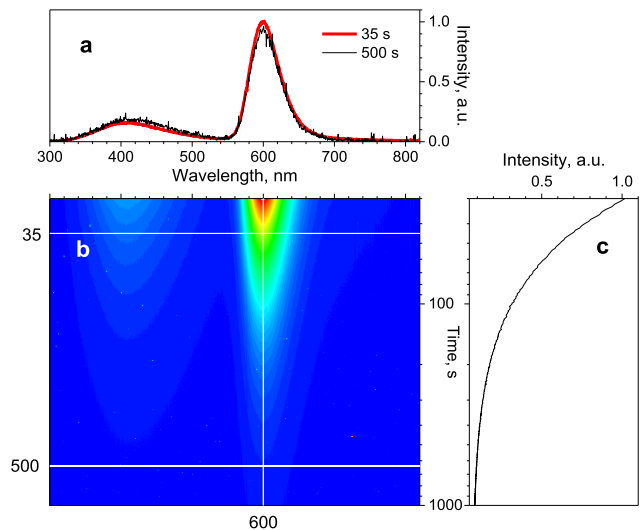 a
35 s
500 s
1.0
0.5
0.0
Intensity, a.u.
300 400 500 600 700 800
Wavelength, nm
b
35
500
600
100
1000
Time, s
Intensity, a.u.
0.5 1.0
c